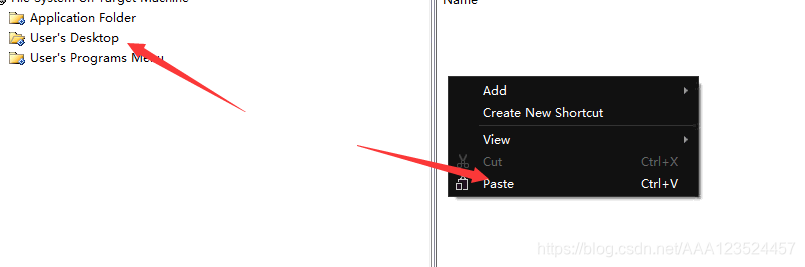 File System On Target Machine
Name
Application Folder
User's Desktop
User's Programs Menu
Add
Create New Shortcut
View
Cut Ctrl+X
Paste Ctrl+V
https://blog.csdn.net/AAA123524457